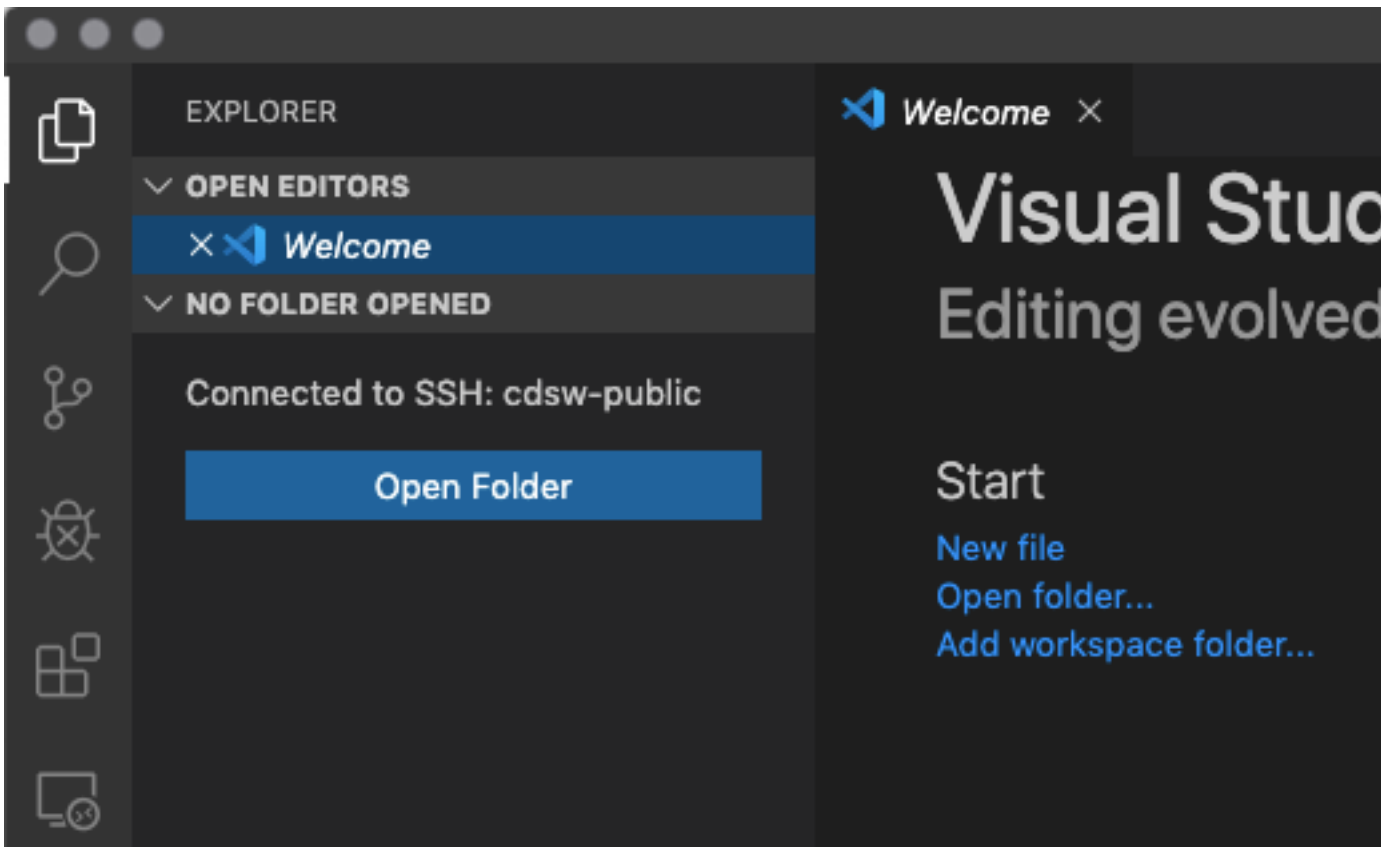 EXPLORER
OPEN EDITORS
Welcome
NO FOLDER OPENED
Connected to SSH: cdsw-public
Open Folder
Welcome
Visual Stud
Editing evolved
Start
New file
Open folder...
Add workspace folder...